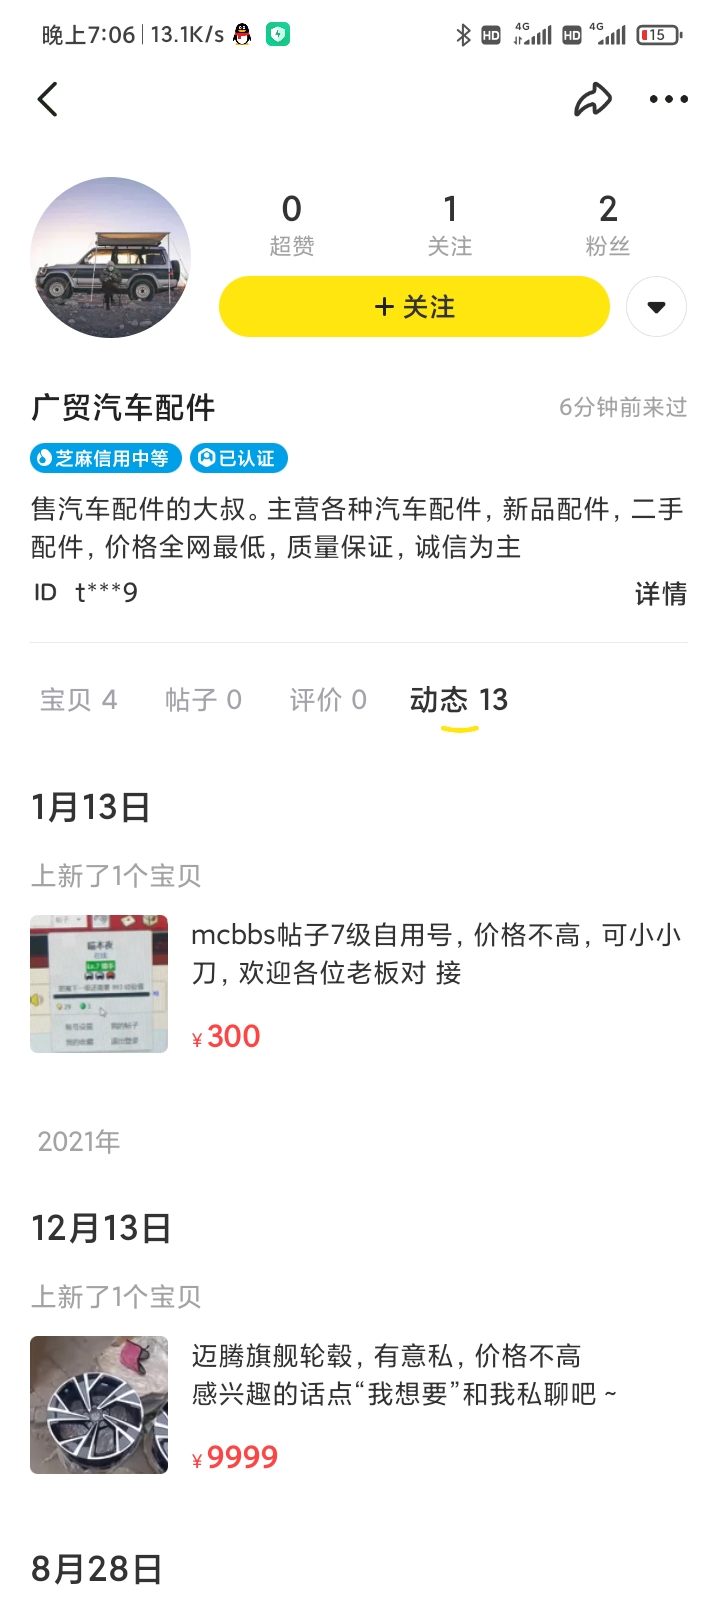 晚上7:06 13.1K/s HD 4G HD 4G 15
0 1 2
超赞 关注 粉丝
+ 关注
广贸汽车配件 6分钟前来过
芝麻信用中等 已认证
售汽车配件的大叔。主营各种汽车配件，新品配件，二手
配件，价格全网最低，质量保证，诚信为主
ID t***9 详情
宝贝 4 帖子 0 评价 0 动态 13
1月13日
上新了1个宝贝
mcbbs帖子7级自用号，价格不高，可小小
刀，欢迎各位老板对 接
¥300
2021年
12月13日
上新了1个宝贝
迈腾旗舰轮毂，有意私，价格不高
感兴趣的话点“我想要”和我私聊吧 ~
¥9999
8月28日